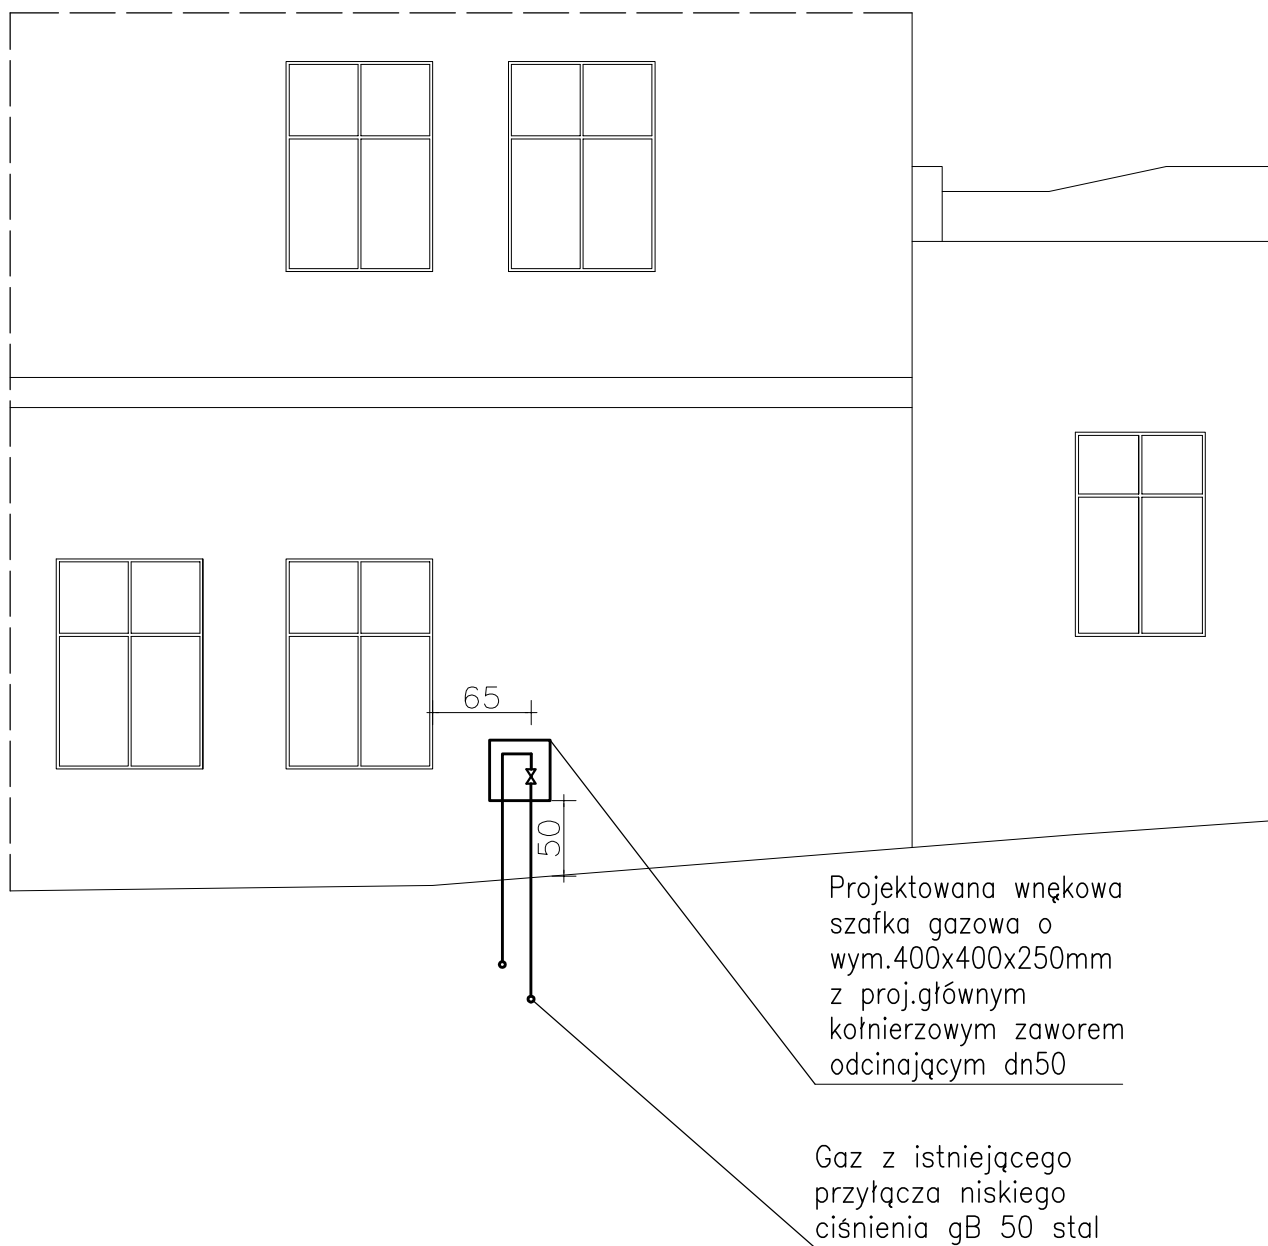 65
50
Projektowana wnękowa
szafka gazowa o
wym.400x400x250mm
z proj.głównym
kołnierzowym zaworem
odcinającym dn50
Gaz z istniejącego
przyłącza niskiego
ciśnienia gB 50 stal